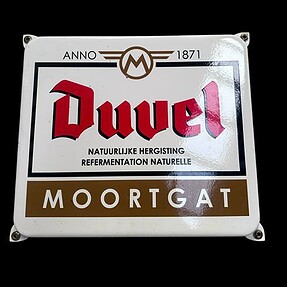 ANNO M 1871
Duvel
NATUURLIJKE HERGISTING
REFERMENTATION NATURELLE
MOORTGAT